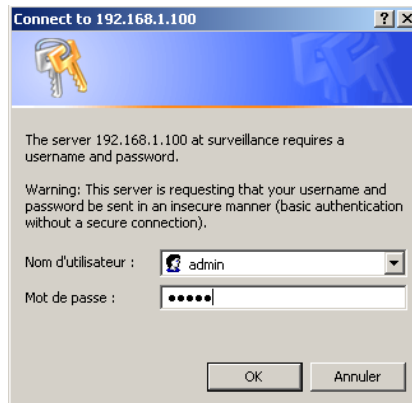 Connect to 192.168.1.100
The server 192.168.1.100 at surveillance requires a
username and password.
Warning: This server is requesting that your username and
password be sent in an insecure manner (basic authentication
without a secure connection).
Nom d'utilisateur :
admin
Mot de passe :
•••••
OK
Annuler